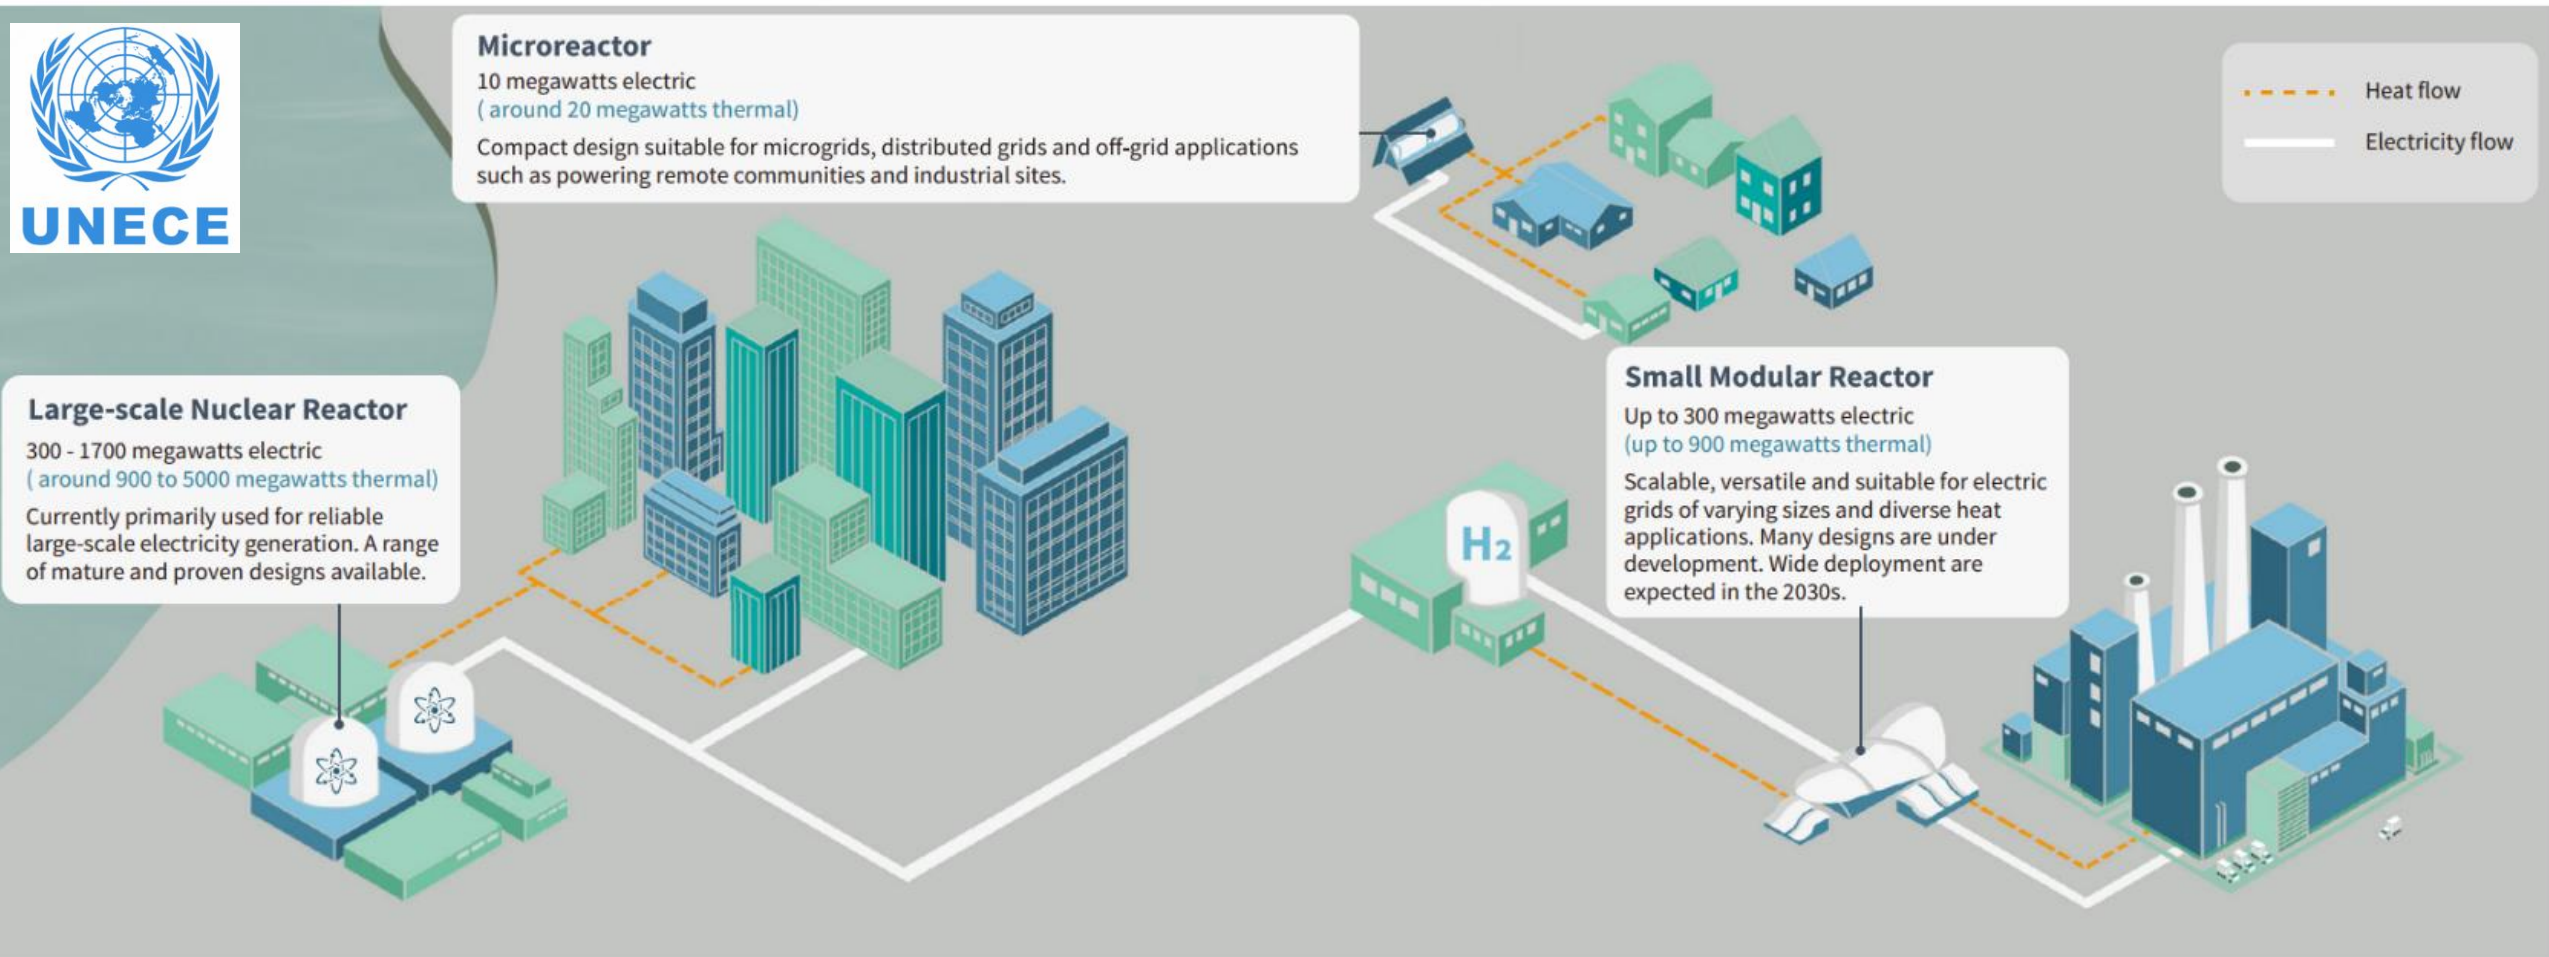 UNECE
Microreactor
10 megawatts electric
( around 20 megawatts thermal)
Compact design suitable for microgrids, distributed grids and off-grid applications
such as powering remote communities and industrial sites.
Heat flow
Electricity flow
Large-scale Nuclear Reactor
300 - 1700 megawatts electric
( around 900 to 5000 megawatts thermal)
Currently primarily used for reliable
large-scale electricity generation. A range
of mature and proven designs available.
H2
Small Modular Reactor
Up to 300 megawatts electric
(up to 900 megawatts thermal)
Scalable, versatile and suitable for electric
grids of varying sizes and diverse heat
applications. Many designs are under
development. Wide deployment are
expected in the 2030s.